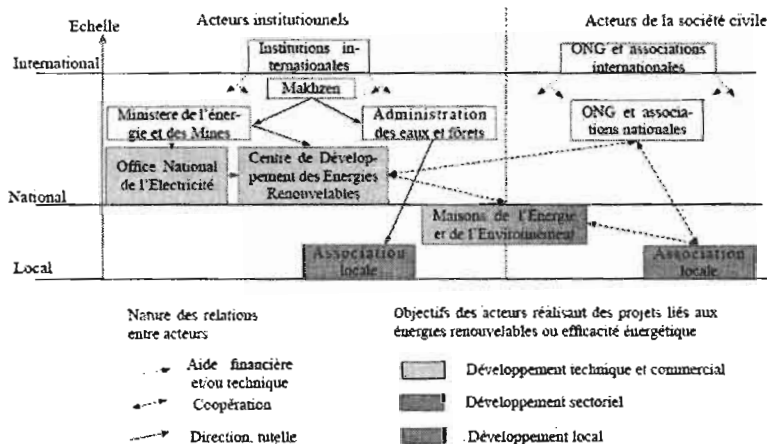 Echelle
Acteurs institutionnels
Acteurs de la société civile
International
Institutions in-
ternationales
ONG et associations
internationales
Makhzen
Ministère de l'éner-
gie et des Mines
Administration
des eaux et fôrets
ONG et associa-
tions nationales
Office National
de l'Electricité
Centre de Dévelop-
pement des Energies
Renouvelables
National
Maisons de l'Energie
et de l'Environnement
Association
locale
Association
locale
Local
Nature des relations
entre acteurs
Aide financière
et/ou technique
Coopération
Direction, tutelle
Objectifs des acteurs réalisant des projets liés aux
énergies renouvelables ou efficacité énergétique
Développement technique et commercial
Développement sectoriel
Développement local